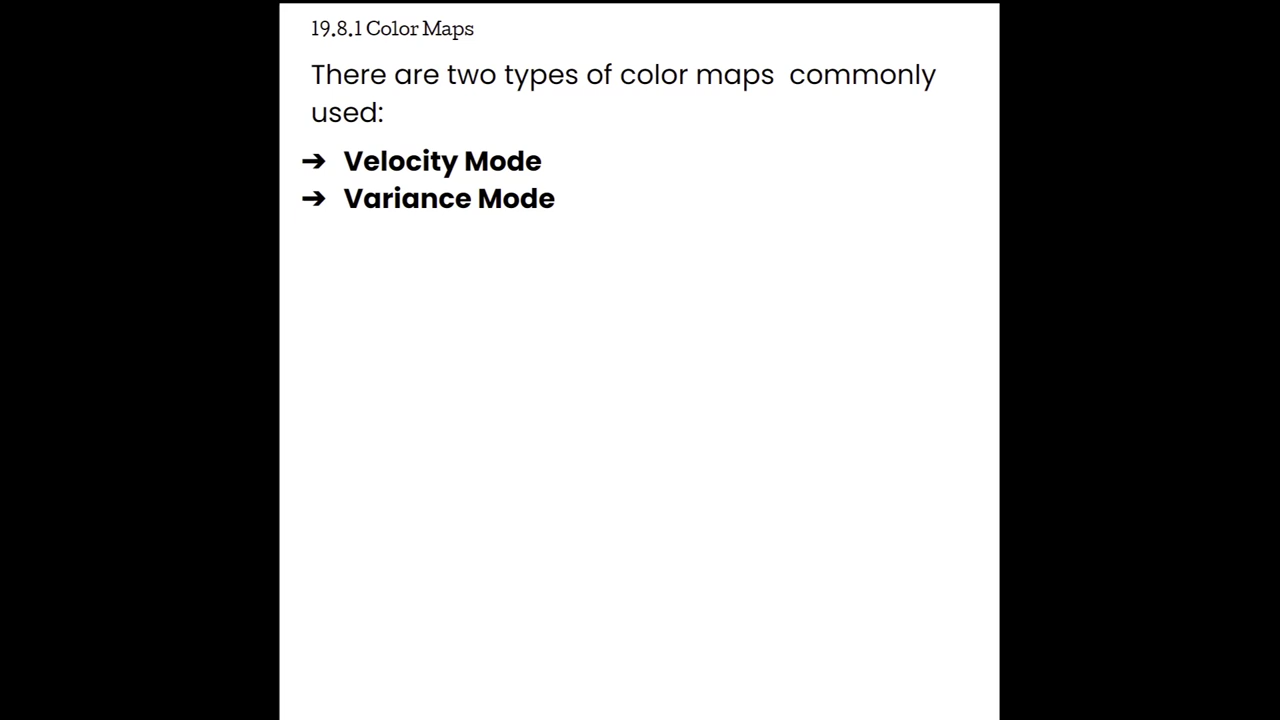 19.8.1 Color Maps
There are two types of color maps  commonly
used:
➔ Velocity Mode
➔ Variance Mode